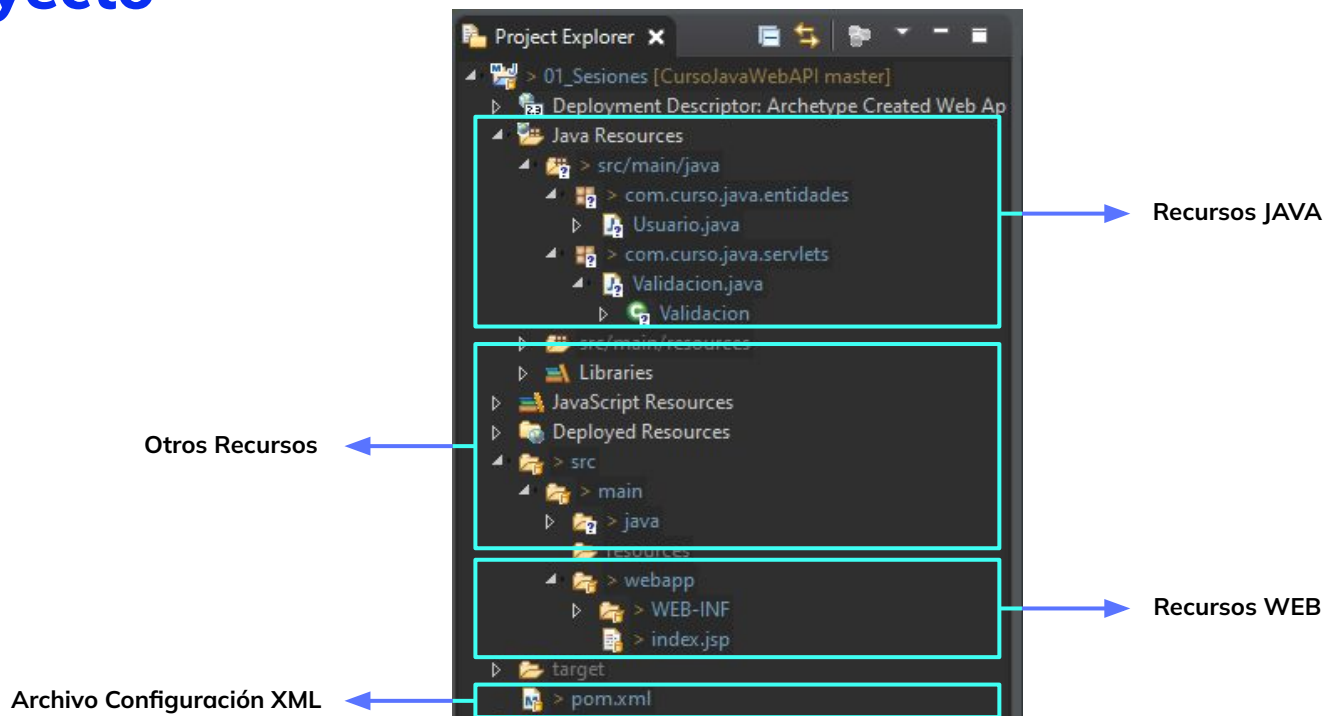 yecto
Project Explorer
> 01_Sesiones [CursoJavaWebAPI master]
2.3 Deployment Descriptor: Archetype Created Web Ap
Java Resources
> src/main/java
> com.curso.java.entidades
Usuario.java
> com.curso.java.servlets
Validacion.java
Validacion
src/main/resources
Libraries
JavaScript Resources
Deployed Resources
> src
> main
> java
resources
> webapp
> WEB-INF
> index.jsp
target
> pom.xml
Recursos JAVA
Otros Recursos
Recursos WEB
Archivo Configuración XML